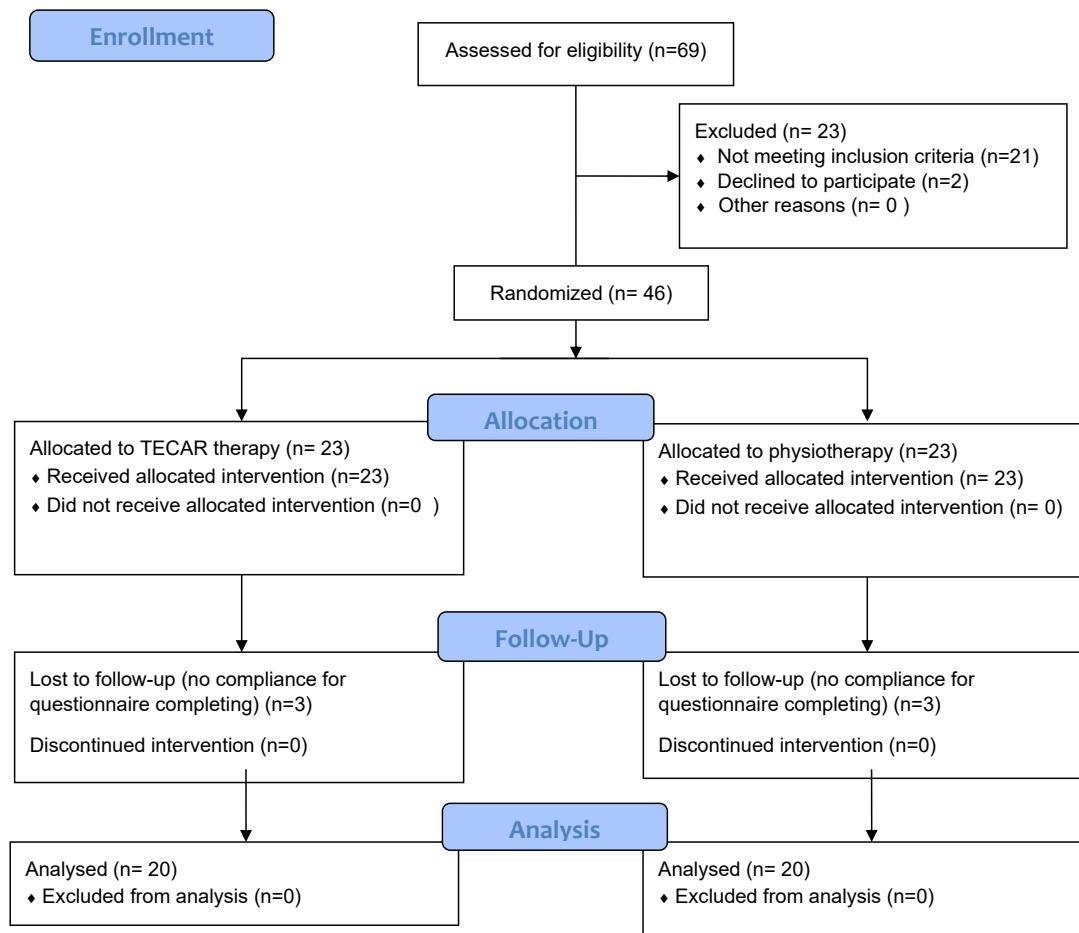 Enrollment
Assessed for eligibility (n=69)
Excluded (n= 23)
♦ Not meeting inclusion criteria (n=21)
♦ Declined to participate (n=2)
♦ Other reasons (n= 0 )
Randomized (n= 46)
Allocation
Allocated to TECAR therapy (n= 23)
♦ Received allocated intervention (n=23)
♦ Did not receive allocated intervention (n=0 )
Allocated to physiotherapy (n=23)
♦ Received allocated intervention (n= 23)
♦ Did not receive allocated intervention (n= 0)
Follow-Up
Lost to follow-up (no compliance for
questionnaire completing) (n=3)
Discontinued intervention (n=0)
Lost to follow-up (no compliance for
questionnaire completing) (n=3)
Discontinued intervention (n=0)
Analysis
Analysed (n= 20)
♦ Excluded from analysis (n=0)
Analysed (n= 20)
♦ Excluded from analysis (n=0)